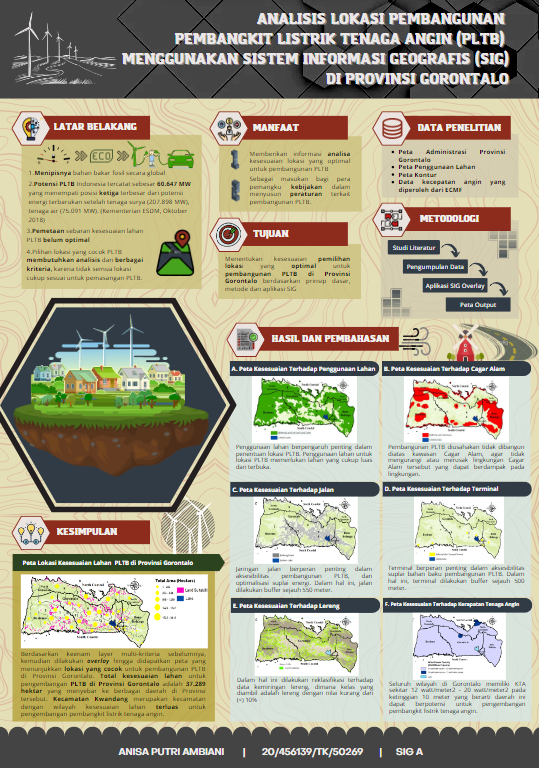 ANALISIS LOKASI PEMBANGUNAN
PEMBANGKIT LISTRIK TENAGA ANGIN (PLTB)
MENGGUNAKAN SISTEM INFORMASI GEOGRAFIS (SIG)
DI PROVINSI GORONTALO
LATAR BELAKANG
ECO
1.Menipisnya bahan bakar fosil secara global
2.Potensi PLTB Indonesia tercatat sebesar 60.647 MW
yang menempati posisi ketiga terbesar dari potensi
energi terbarukan setelah tenaga surya (207.898 MW),
tenaga air (75.091 MW). (Kementerian ESDM, Oktober
2018)
3.Pemetaan sebaran kesesuaian lahan
PLTB belum optimal
4.Pilihan lokasi yang cocok PLTB
membutuhkan analisis dari berbagai
kriteria, karena tidak semua lokasi
cukup sesuai untuk pemasangan PLTB.
MANFAAT
Memberikan informasi analisa
kesesuaian lokasi yang optimal
untuk pembangunan PLTB
Sebagai masukan bagi para
pemangku kebijakan dalam
menyusun peraturan terkait
pembangunan PLTB.
TUJUAN
Menentukan kesesuaian pemilihan
lokasi yang optimal untuk
pembangunan PLTB di Provinsi
Gorontalo berdasarkan prinsip dasar,
metode dan aplikasi SIG
DATA PENELITIAN
• Peta Administrasi Provinsi
Gorontalo
• Peta Penggunaan Lahan
• Peta Kontur
• Data kecepatan angin yang
diperoleh dari ECMF
METODOLOGI
Studi Literatur
Pengumpulan Data
Aplikasi SIG Overlay
Peta Output
HASIL DAN PEMBAHASAN
A. Peta Kesesuaian Terhadap Penggunaan Lahan
Penggunaan lahan berpengaruh penting dalam
penentuan lokasi PLTB. Penggunaan lahan untuk
lokasi PLTB memerlukan lahan yang cukup luas
dan terbuka.
B. Peta Kesesuaian Terhadap Cagar Alam
Pembangunan PLTB diusahakan tidak dibangun
diatas kawasan Cagar Alam, agar tidak
mengurangi atau merusak lingkungan Cagar
Alam tersebut yang dapat berdampak pada
lingkungan.
C. Peta Kesesuaian Terhadap Jalan
Jaringan jalan berperan penting dalam
aksesibilitas pembangunan PLTB, dan
optimalisasi suplai energi. Dalam hal ini, jalan
dilakukan buffer sejauh 550 meter.
D. Peta Kesesuaian Terhadap Terminal
Terminal berperan penting dalam aksesibilitas
suplai bahan baku pembangunan PLTB. Dalam
hal ini, terminal dilakukan buffer sejauh 500
meter.
E. Peta Kesesuaian Terhadap Lereng
Dalam hal ini dilakukan reklasifikasi terhadap
data kemiringan lereng, dimana kelas yang
diambil adalah lereng dengan nilai kurang dari
(<) 10%
F. Peta Kesesuaian Terhadap Kerapatan Tenaga Angin
Seluruh wilayah di Gorontalo memiliki KTA
sekitar 12 watt/meter2 - 20 watt/meter2 pada
ketinggian 10 meter yang berarti daerah ini
dapat berpotensi untuk pengembangan
pembangkit listrik tenaga angin.
KESIMPULAN
Peta Lokasi Kesesuaian Lahan PLTB di Provinsi Gorontalo
Total Area (Hectare)
Berdasarkan keenam layer multi-kriteria sebelumnya,
kemudian dilakukan overlay hingga didapatkan peta yang
menunjukkan lokasi yang cocok untuk pembangunan PLTB
di Provinsi Gorontalo. Total kesesuaian lahan untuk
pengembangan PLTB di Provinsi Gorontalo adalah 37.289
hektar yang menyebar ke berbagai daerah di Provinsi
tersebut. Kecamatan Kwandang merupakan kecamatan
dengan wilayah kesesuaian lahan terluas untuk
pengembangan pembangkit listrik tenaga angin.
ANISA PUTRI AMBIANI | 20/456139/TK/50269 | SIG A